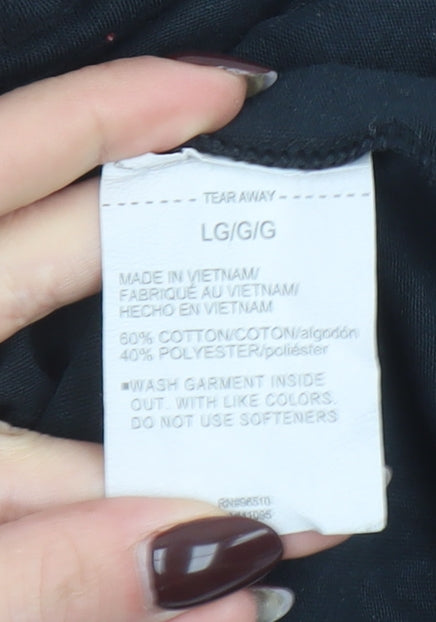 TEAR AWAY
LG/G/G
MADE IN VIETNAM/
FABRIQUÉ AU VIETNAM/
HECHO EN VIETNAM
60% COTTON/COTON/algodón
40% POLYESTER/poliéster
▪WASH GARMENT INSIDE
OUT. WITH LIKE COLORS.
DO NOT USE SOFTENERS